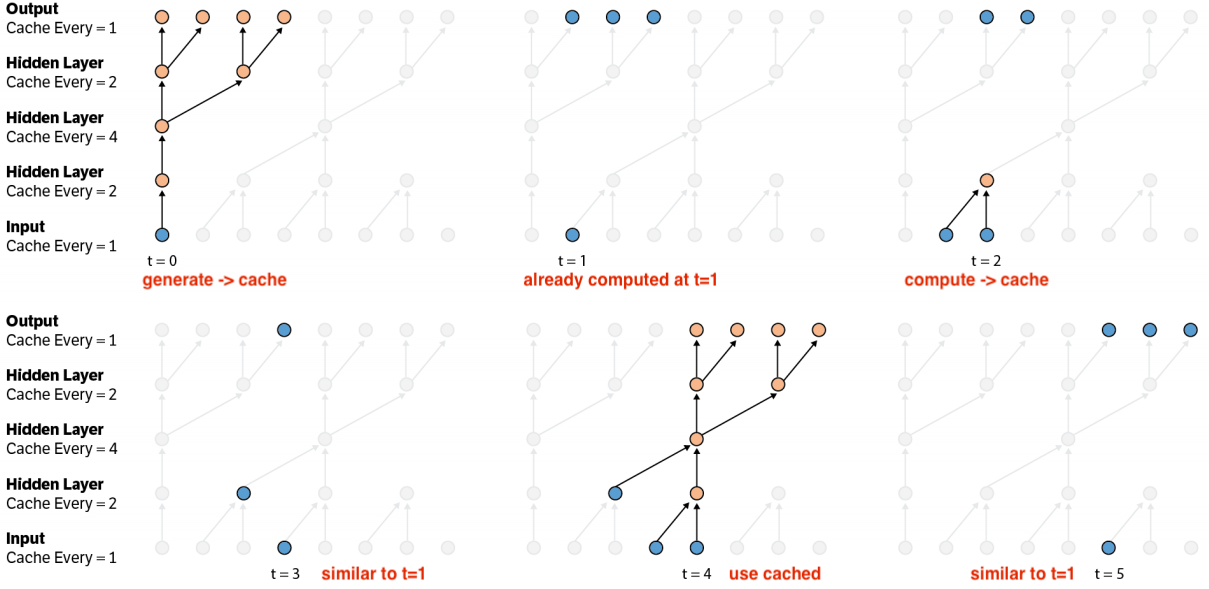 Output
Cache Every = 1
Hidden Layer
Cache Every = 2
Hidden Layer
Cache Every = 4
Hidden Layer
Cache Every = 2
Input
Cache Every = 1
t = 0
generate -> cache
t = 1
already computed at t=1
t = 2
compute -> cache
Output
Cache Every = 1
Hidden Layer
Cache Every = 2
Hidden Layer
Cache Every = 4
Hidden Layer
Cache Every = 2
Input
Cache Every = 1
t = 3 similar to t=1
t = 4 use cached
similar to t=1 t = 5